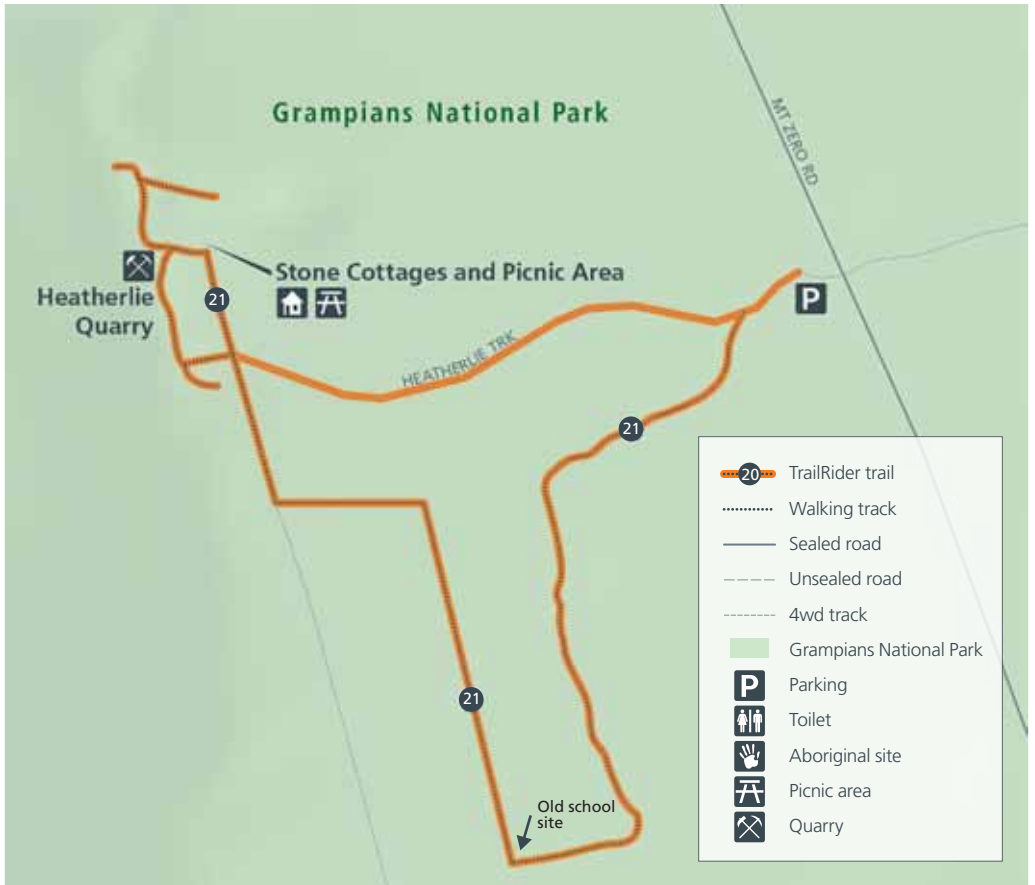 Grampians National Park
MT ZERO RD
Stone Cottages and Picnic Area
Heatherlie
Quarry
21
P
HEATHERLIE TRK
21
21
Old school
site
20 TrailRider trail
Walking track
Sealed road
Unsealed road
4wd track
Grampians National Park
P Parking
Toilet
Aboriginal site
Picnic area
Quarry